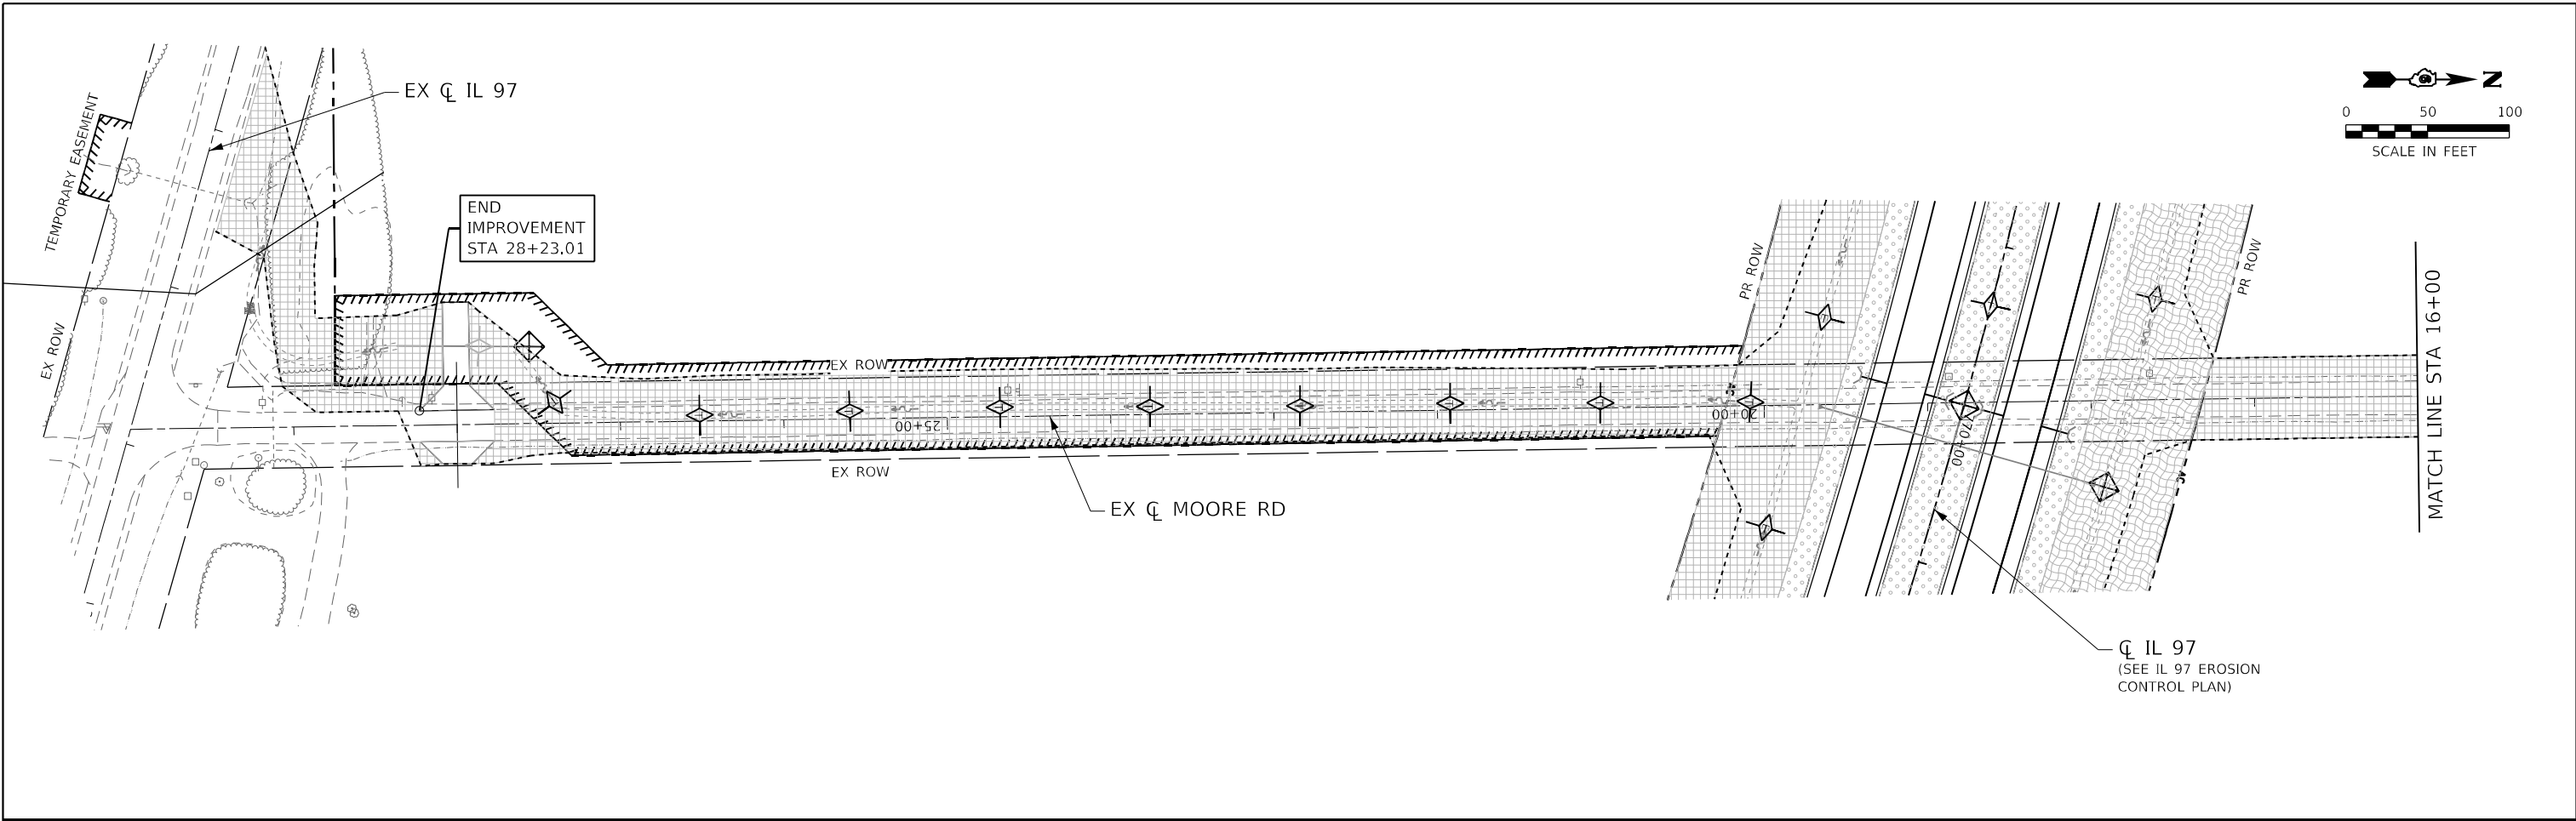 EX ℄ IL 97
TEMPORARY EASEMENT
EX ROW
END
IMPROVEMENT
STA 28+23.01
EX ROW
EX ROW
25+00
20+00
EX ℄ MOORE RD
PR ROW
PR ROW
70+00
℄ IL 97
(SEE IL 97 EROSION
CONTROL PLAN)
MATCH LINE STA 16+00
N
0 50 100
SCALE IN FEET